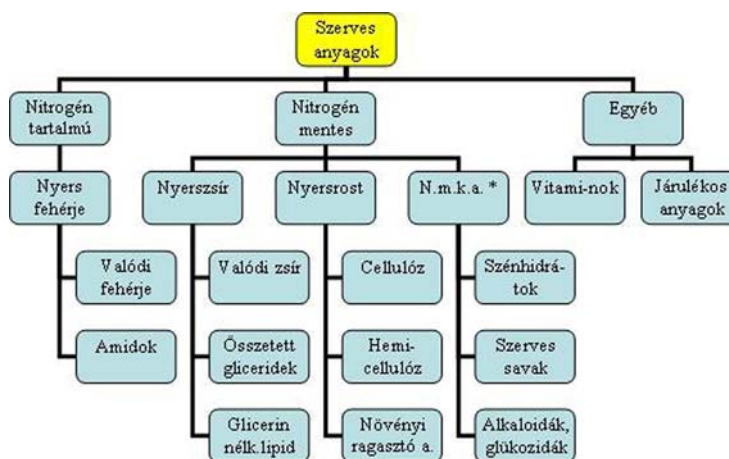 Szerves
anyagok
Nitrogén
tartalmú
Nitrogén
mentes
Egyéb
Nyers
fehérje
Nyerszsír
Nyersrost
N.m.k.a. *
Vitami-nok
Járulékos
anyagok
Valódi
fehérje
Valódi zsír
Cellulóz
Szénhidrá-
tok
Amidok
Összetett
gliceridek
Hemi-
cellulóz
Szerves
savak
Glicerin
nélk.lipid
Növényi
ragasztó a.
Alkaloidák,
glükozidák